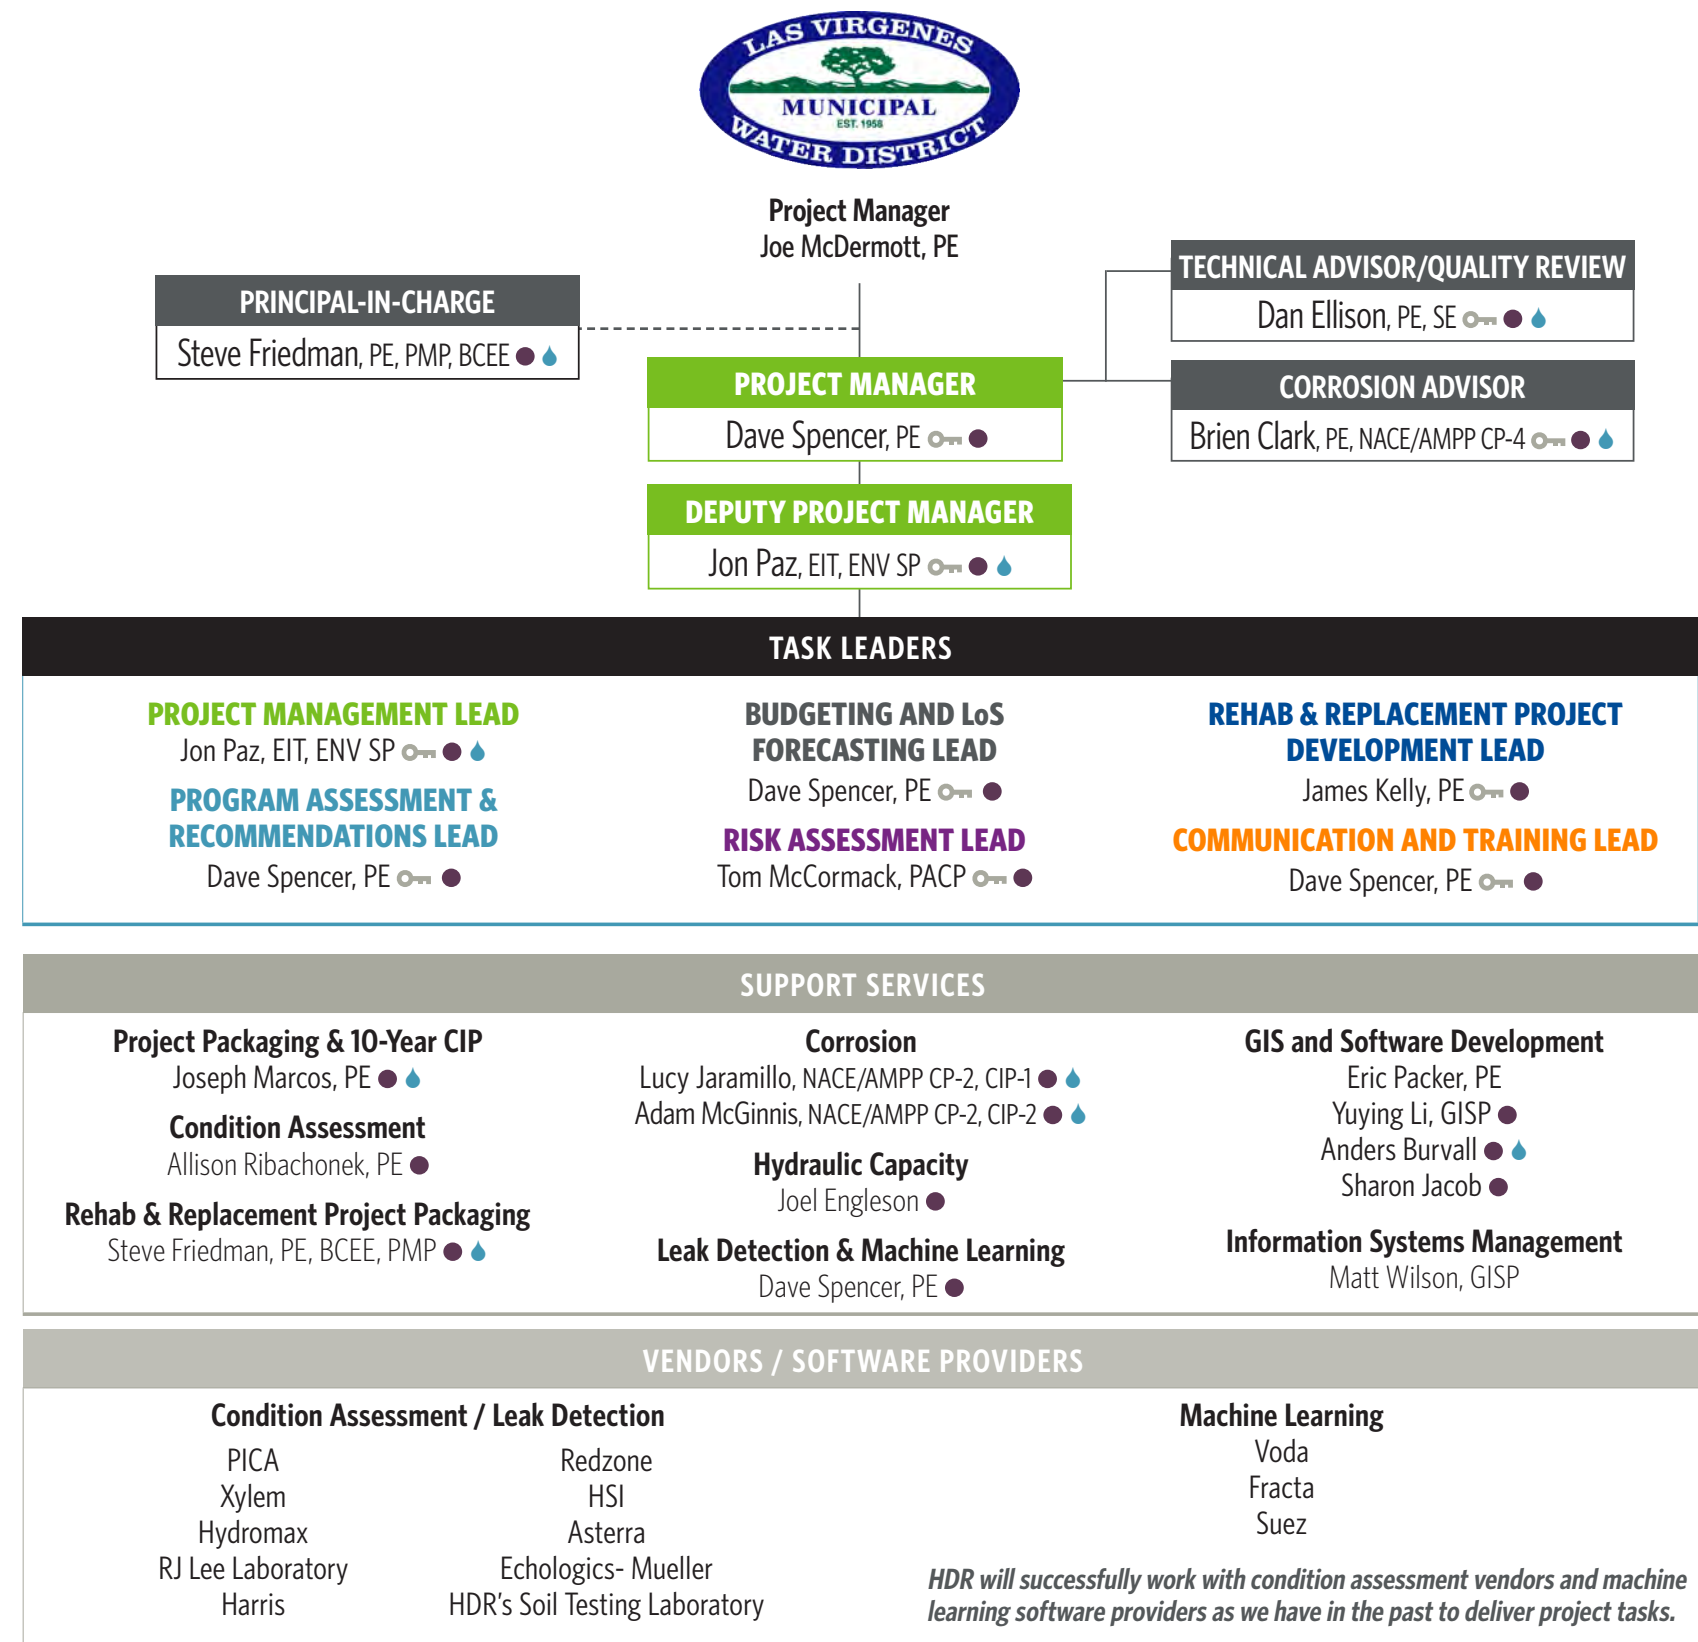 LAS VIRGENES
MUNICIPAL
EST. 1958
WATER DISTRICT
Project Manager
Joe McDermott, PE
PRINCIPAL-IN-CHARGE
Steve Friedman, PE, PMP, BCEE
TECHNICAL ADVISOR/QUALITY REVIEW
Dan Ellison, PE, SE
CORROSION ADVISOR
Brien Clark, PE, NACE/AMPP CP-4
PROJECT MANAGER
Dave Spencer, PE
DEPUTY PROJECT MANAGER
Jon Paz, EIT, ENV SP
TASK LEADERS
PROJECT MANAGEMENT LEAD
Jon Paz, EIT, ENV SP
PROGRAM ASSESSMENT &
RECOMMENDATIONS LEAD
Dave Spencer, PE
BUDGETING AND LoS
FORECASTING LEAD
Dave Spencer, PE
RISK ASSESSMENT LEAD
Tom McCormack, PACP
REHAB & REPLACEMENT PROJECT
DEVELOPMENT LEAD
James Kelly, PE
COMMUNICATION AND TRAINING LEAD
Dave Spencer, PE
SUPPORT SERVICES
Project Packaging & 10-Year CIP
Joseph Marcos, PE
Condition Assessment
Allison Ribachonek, PE
Rehab & Replacement Project Packaging
Steve Friedman, PE, BCEE, PMP
Corrosion
Lucy Jaramillo, NACE/AMPP CP-2, CIP-1
Adam McGinnis, NACE/AMPP CP-2, CIP-2
Hydraulic Capacity
Joel Engleson
Leak Detection & Machine Learning
Dave Spencer, PE
GIS and Software Development
Eric Packer, PE
Yuying Li, GISP
Anders Burvall
Sharon Jacob
Information Systems Management
Matt Wilson, GISP
VENDORS / SOFTWARE PROVIDERS
Condition Assessment / Leak Detection
PICA
Xylem
Hydromax
RJ Lee Laboratory
Harris
Redzone
HSI
Asterra
Echologics- Mueller
HDR's Soil Testing Laboratory
Machine Learning
Voda
Fracta
Suez
HDR will successfully work with condition assessment vendors and machine
learning software providers as we have in the past to deliver project tasks.